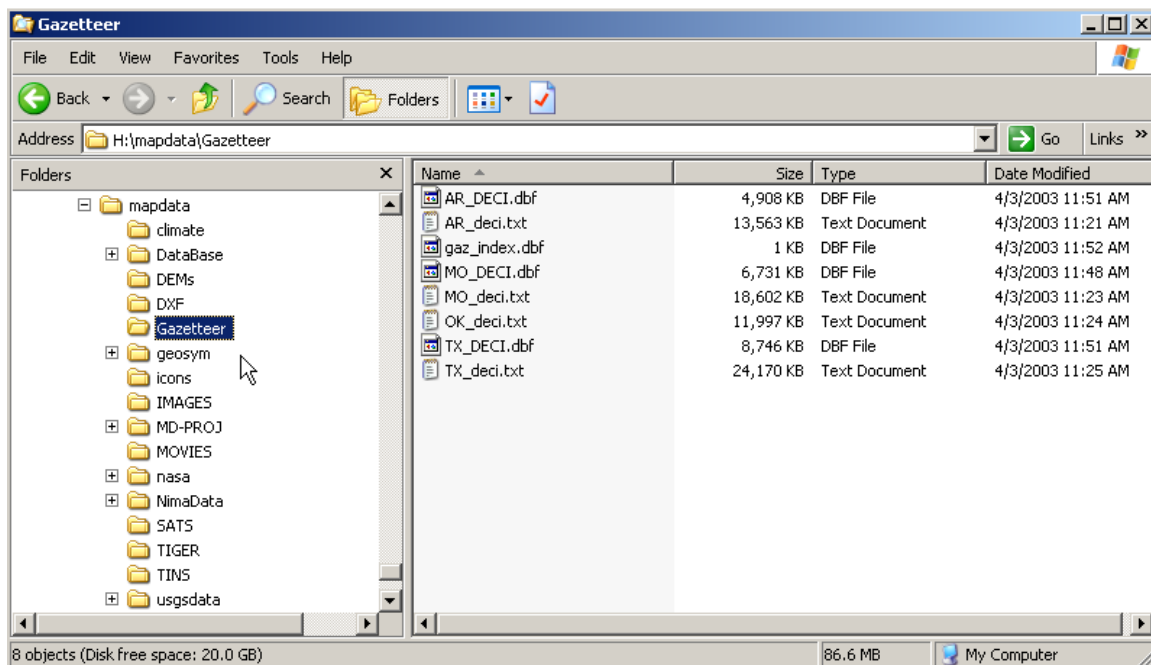 Gazetteer
File Edit View Favorites Tools Help
Back Search Folders
Address H:\mapdata\Gazetteer Go Links »
Folders x
mapdata
climate
DataBase
DEMs
DXF
Gazetteer
geosym
icons
IMAGES
MD-PROJ
MOVIES
nasa
NimaData
SATS
TIGER
TINS
usgsdata
Name Size Type Date Modified
AR_DECI.dbf 4,908 KB DBF File 4/3/2003 11:51 AM
AR_deci.txt 13,563 KB Text Document 4/3/2003 11:21 AM
gaz_index.dbf 1 KB DBF File 4/3/2003 11:52 AM
MO_DECI.dbf 6,731 KB DBF File 4/3/2003 11:48 AM
MO_deci.txt 18,602 KB Text Document 4/3/2003 11:23 AM
OK_deci.txt 11,997 KB Text Document 4/3/2003 11:24 AM
TX_DECI.dbf 8,746 KB DBF File 4/3/2003 11:51 AM
TX_deci.txt 24,170 KB Text Document 4/3/2003 11:25 AM
8 objects (Disk free space: 20.0 GB) 86.6 MB My Computer